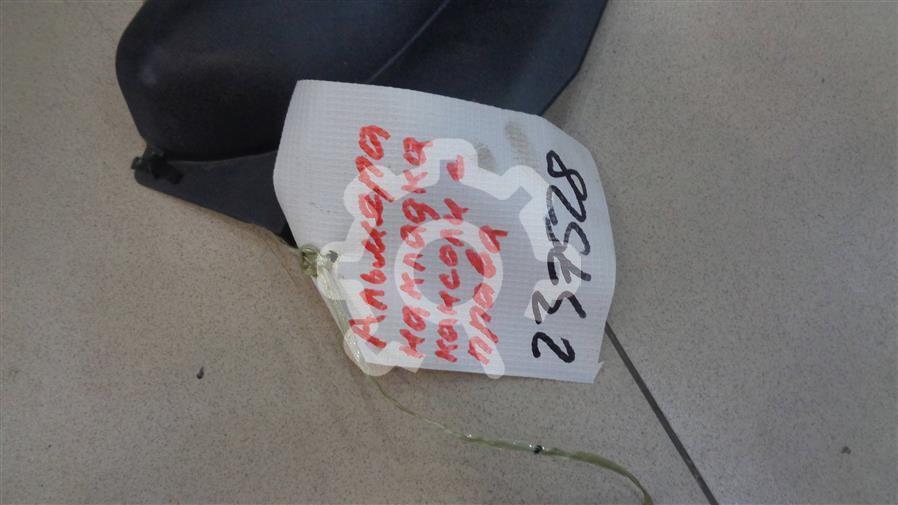 Альмера
накладка
консоли
права
237528